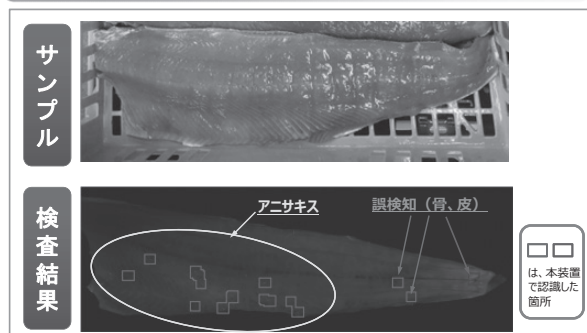 サンプル
検査結果
アニサキス
誤検知（骨、皮）
は、本装置
で認識した
箇所